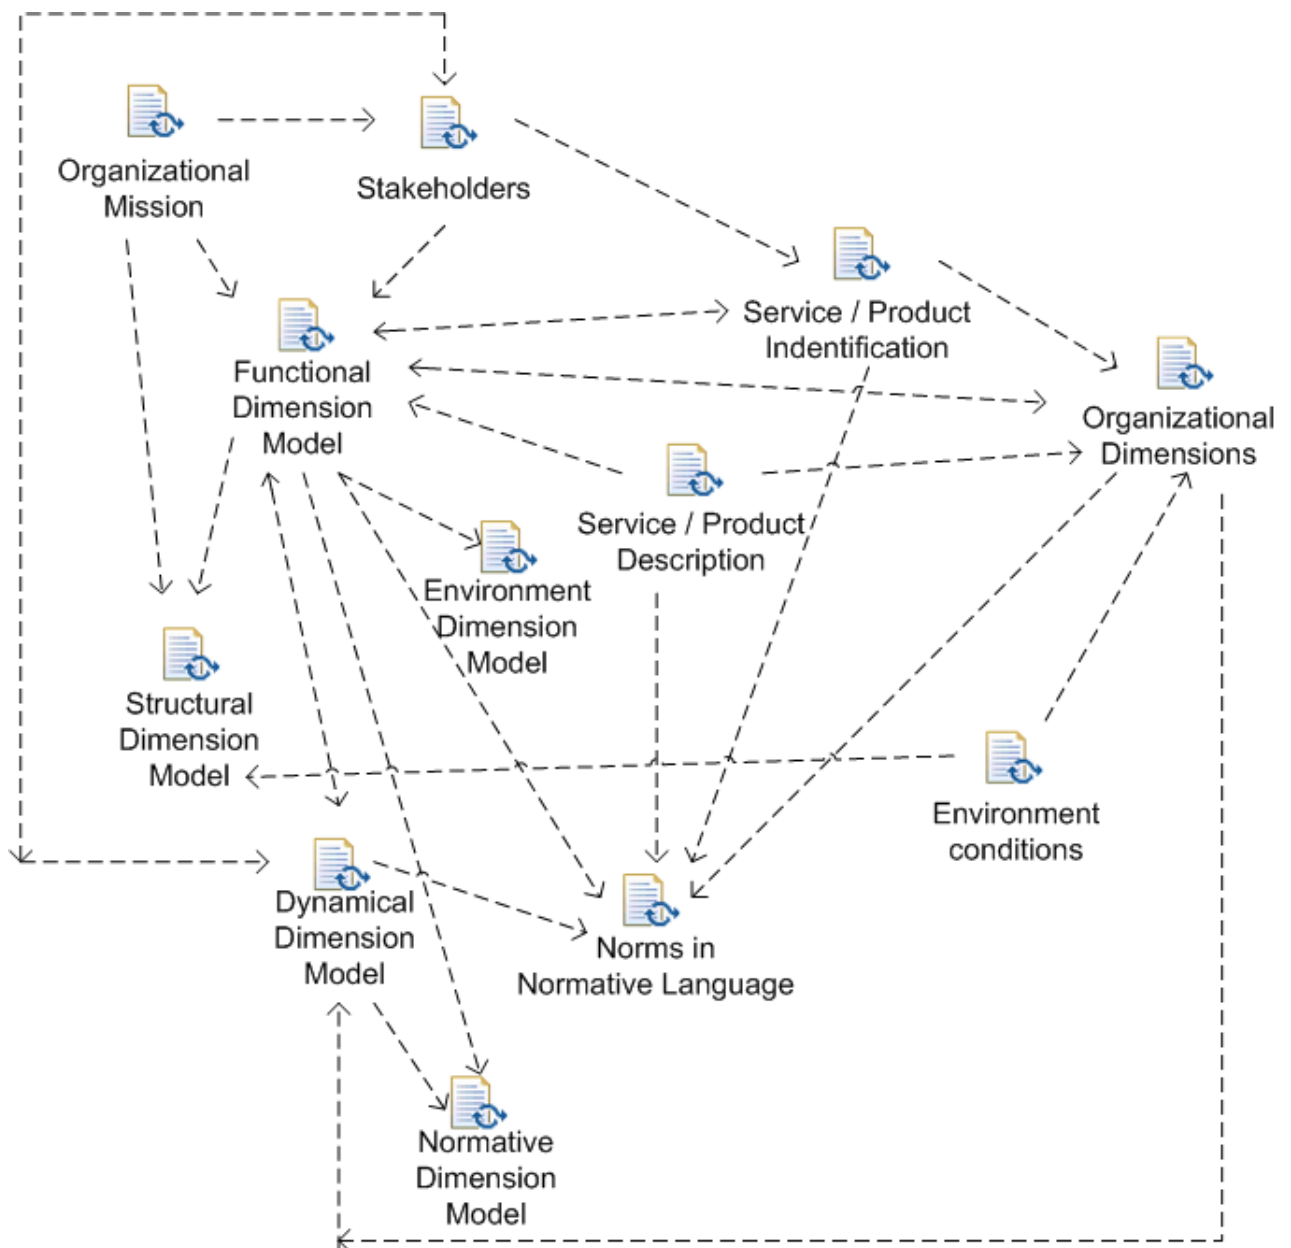 Organizational
Mission
Stakeholders
Service / Product
Indentification
Functional
Dimension
Model
Organizational
Dimensions
Service / Product
Description
Environment
Dimension
Model
Structural
Dimension
Model
Environment
conditions
Dynamical
Dimension
Model
Norms in
Normative Language
Normative
Dimension
Model